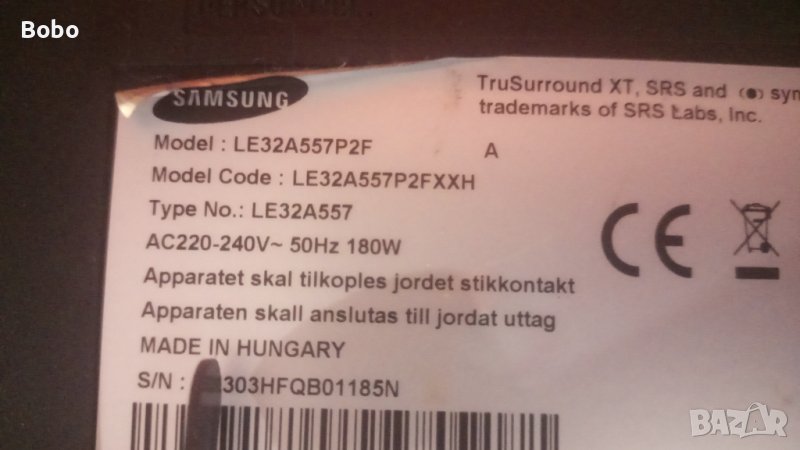 Bobo
SAMSUNG
TruSurround XT, SRS and (●) sym
trademarks of SRS Labs, Inc.
Model : LE32A557P2F A
Model Code : LE32A557P2FXXH
Type No.: LE32A557
AC220-240V~ 50Hz 180W
Apparatet skal tilkoples jordet stikkontakt
Apparaten skall anslutas till jordat uttag
MADE IN HUNGARY
S/N : 303HFQB01185N
BAZAR